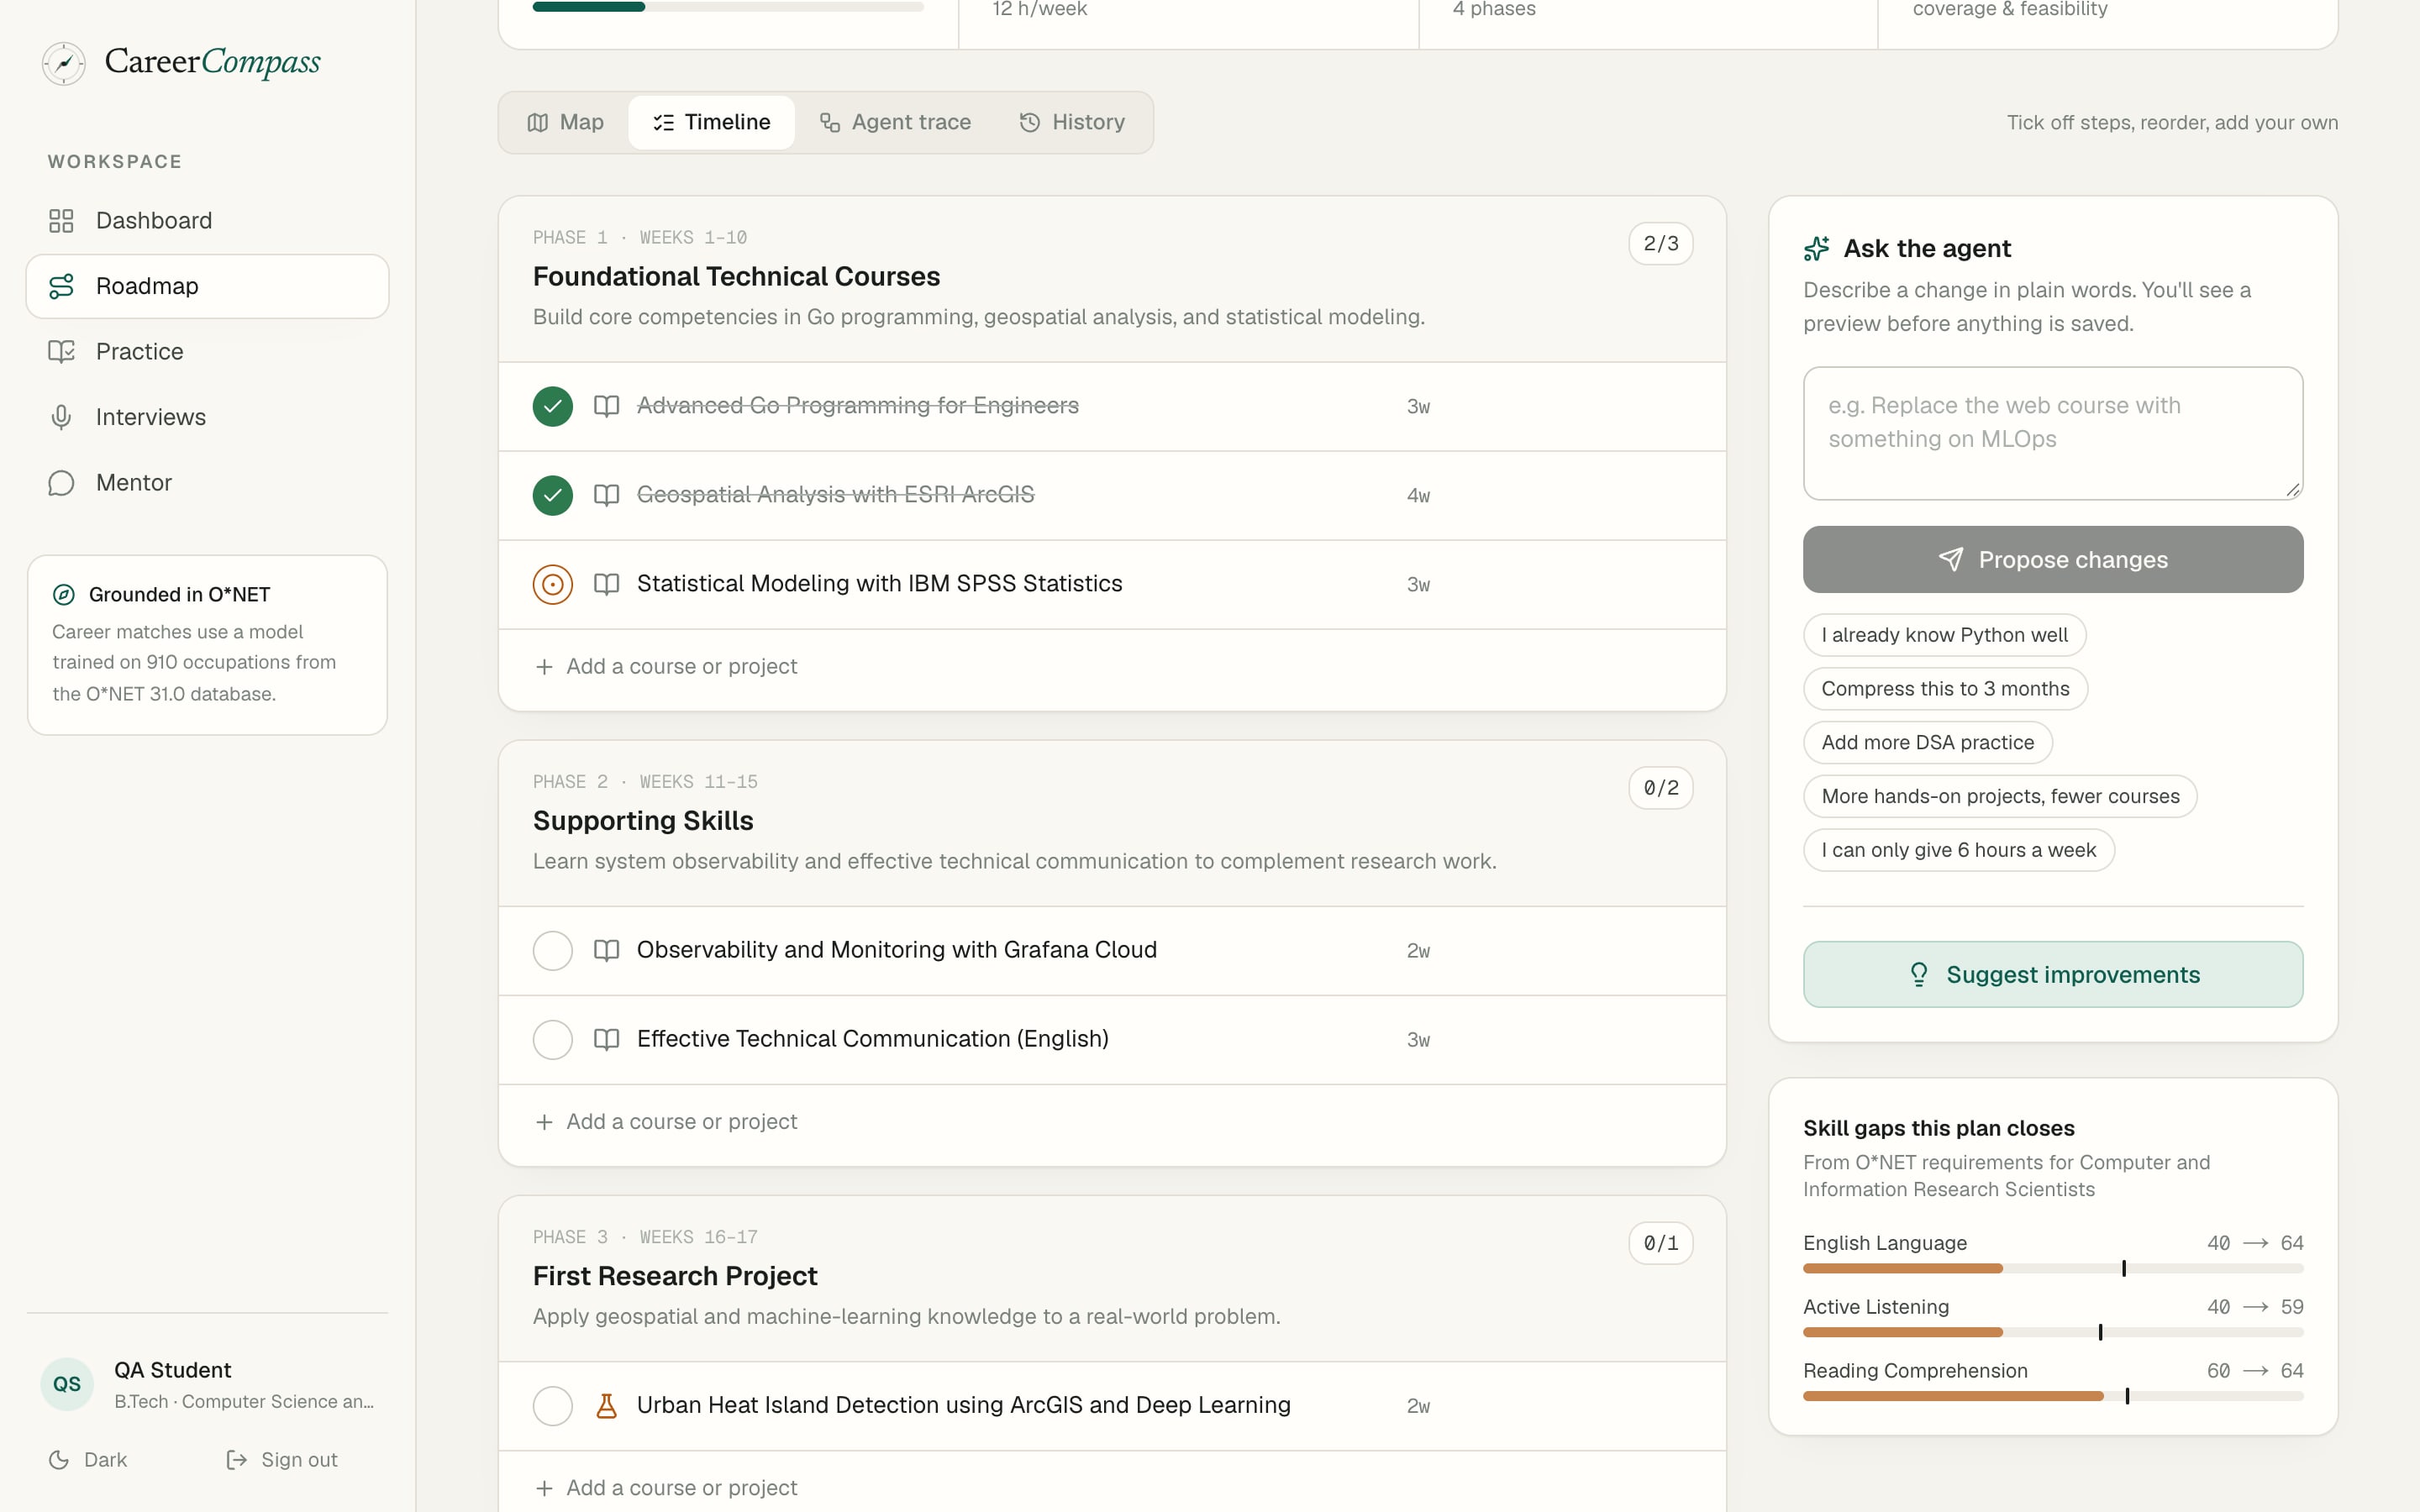 CareerCompass
WORKSPACE
Dashboard
Roadmap
Practice
Interviews
Mentor
Grounded in O*NET
Career matches use a model
trained on 910 occupations from
the O*NET 31.0 database.
QS
QA Student
B.Tech · Computer Science an...
Dark
Sign out
12 h/week
4 phases
coverage & feasibility
Map
Timeline
Agent trace
History
Tick off steps, reorder, add your own
PHASE 1 · WEEKS 1–10
2/3
Foundational Technical Courses
Build core competencies in Go programming, geospatial analysis, and statistical modeling.
Advanced Go Programming for Engineers
3w
Geospatial Analysis with ESRI ArcGIS
4w
Statistical Modeling with IBM SPSS Statistics
3w
Add a course or project
PHASE 2 · WEEKS 11–15
0/2
Supporting Skills
Learn system observability and effective technical communication to complement research work.
Observability and Monitoring with Grafana Cloud
2w
Effective Technical Communication (English)
3w
Add a course or project
PHASE 3 · WEEKS 16–17
0/1
First Research Project
Apply geospatial and machine-learning knowledge to a real-world problem.
Urban Heat Island Detection using ArcGIS and Deep Learning
2w
Add a course or project
Ask the agent
Describe a change in plain words. You'll see a
preview before anything is saved.
e.g. Replace the web course with
something on MLOps
Propose changes
I already know Python well
Compress this to 3 months
Add more DSA practice
More hands-on projects, fewer courses
I can only give 6 hours a week
Suggest improvements
Skill gaps this plan closes
From O*NET requirements for Computer and
Information Research Scientists
English Language
40 → 64
Active Listening
40 → 59
Reading Comprehension
60 → 64